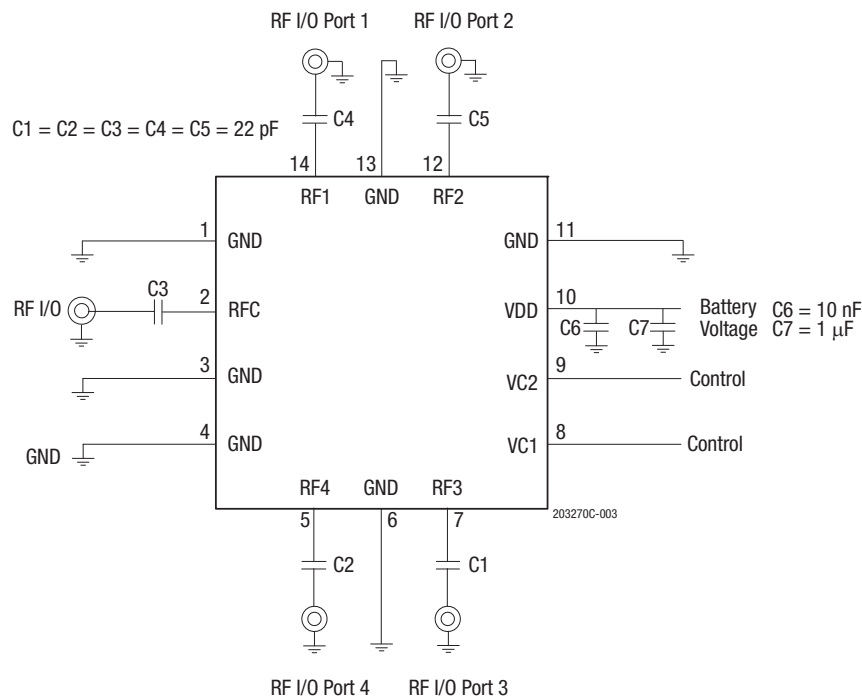 RF I/O Port 1 RF I/O Port 2
C4 C5
C1 = C2 = C3 = C4 = C5 = 22 pF
14 13 12
RF1 GND RF2
1 GND GND 11
C3
RF I/O 2 RFC VDD 10
Battery C6 = 10 nF
C6 C7 Voltage C7 = 1 μF
3 GND VC2 9 Control
GND 4 GND VC1 8 Control
RF4 GND RF3
5 6 7
203270C-003
C2 C1
RF I/O Port 4 RF I/O Port 3